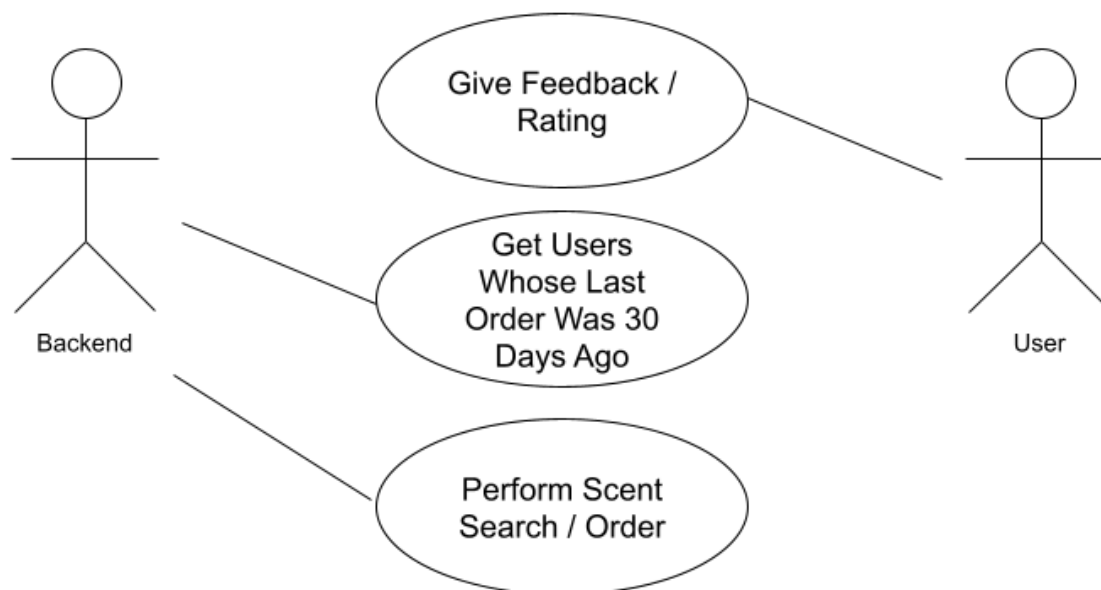 Give Feedback /
Rating
Get Users
Whose Last
Order Was 30
Days Ago
Backend
User
Perform Scent
Search / Order